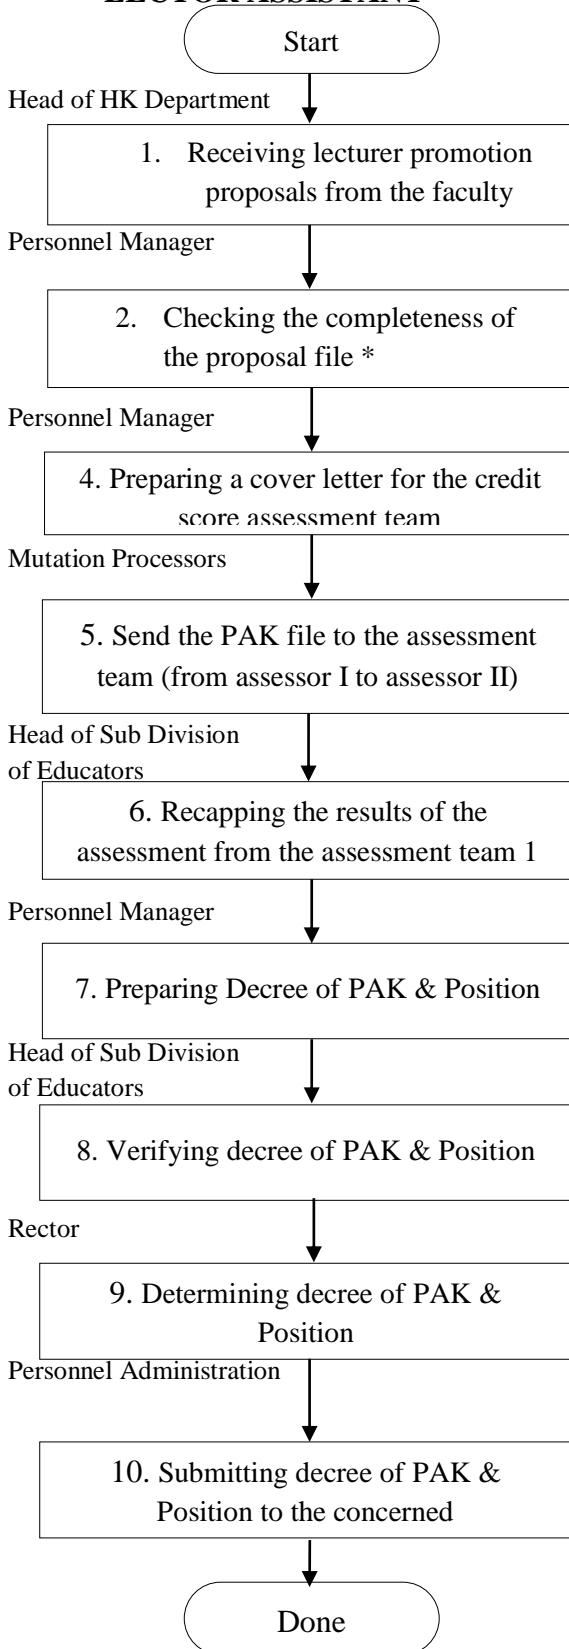 LECTOR ASSISTANT
Start
Head of HK Department
1. Receiving lecturer promotion
proposals from the faculty
Personnel Manager
2. Checking the completeness of
the proposal file *
Personnel Manager
4. Preparing a cover letter for the credit
score assessment team
Mutation Processors
5. Send the PAK file to the assessment
team (from assessor I to assessor II)
Head of Sub Division
of Educators
6. Recapping the results of the
assessment from the assessment team 1
Personnel Manager
7. Preparing Decree of PAK & Position
Head of Sub Division
of Educators
8. Verifying decree of PAK & Position
Rector
9. Determining decree of PAK &
Position
Personnel Administration
10. Submitting decree of PAK &
Position to the concerned
Done